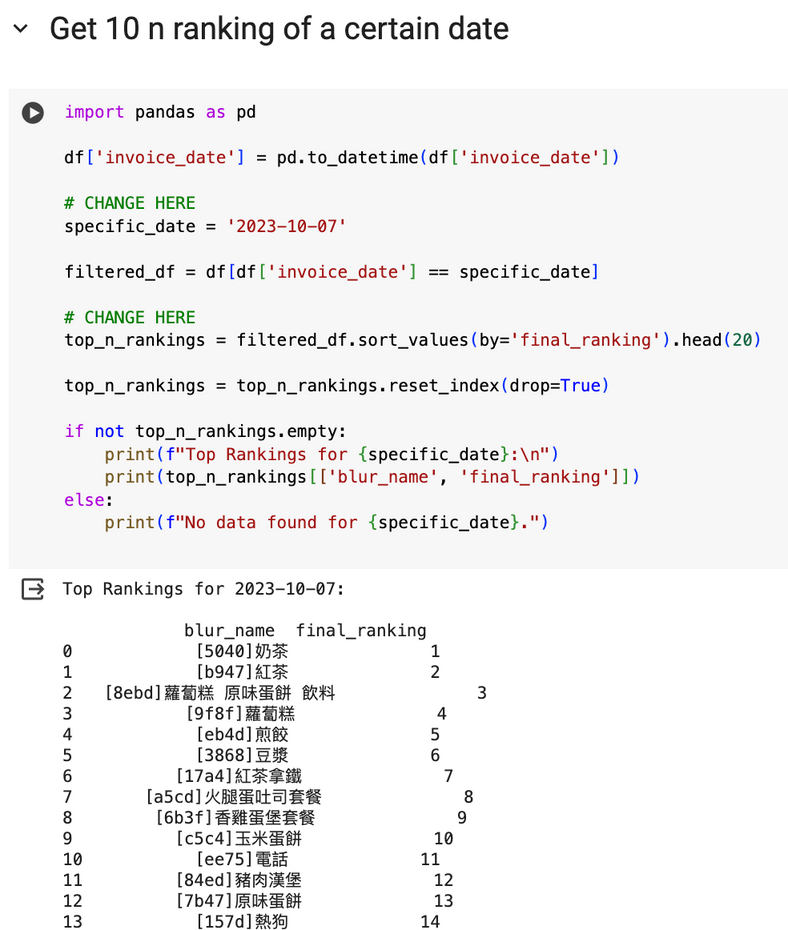 Get 10 n ranking of a certain date
import pandas as pd
df['invoice_date'] = pd.to_datetime(df['invoice_date'])
# CHANGE HERE
specific_date = '2023-10-07'
filtered_df = df[df['invoice_date'] == specific_date]
# CHANGE HERE
top_n_rankings = filtered_df.sort_values(by='final_ranking').head(20)
top_n_rankings = top_n_rankings.reset_index(drop=True)
if not top_n_rankings.empty:
    print(f"Top Rankings for {specific_date}:\n")
    print(top_n_rankings[['blur_name', 'final_ranking']])
else:
    print(f"No data found for {specific_date}.")
Top Rankings for 2023-10-07:
blur_name final_ranking
0 [5040]奶茶 1
1 [b947]紅茶 2
2 [8ebd]蘿蔔糕 原味蛋餅 飲料 3
3 [9f8f]蘿蔔糕 4
4 [eb4d]煎餃 5
5 [3868]豆漿 6
6 [17a4]紅茶拿鐵 7
7 [a5cd]火腿蛋吐司套餐 8
8 [6b3f]香雞蛋堡套餐 9
9 [c5c4]玉米蛋餅 10
10 [ee75]電話 11
11 [84ed]豬肉漢堡 12
12 [7b47]原味蛋餅 13
13 [157d]熱狗 14